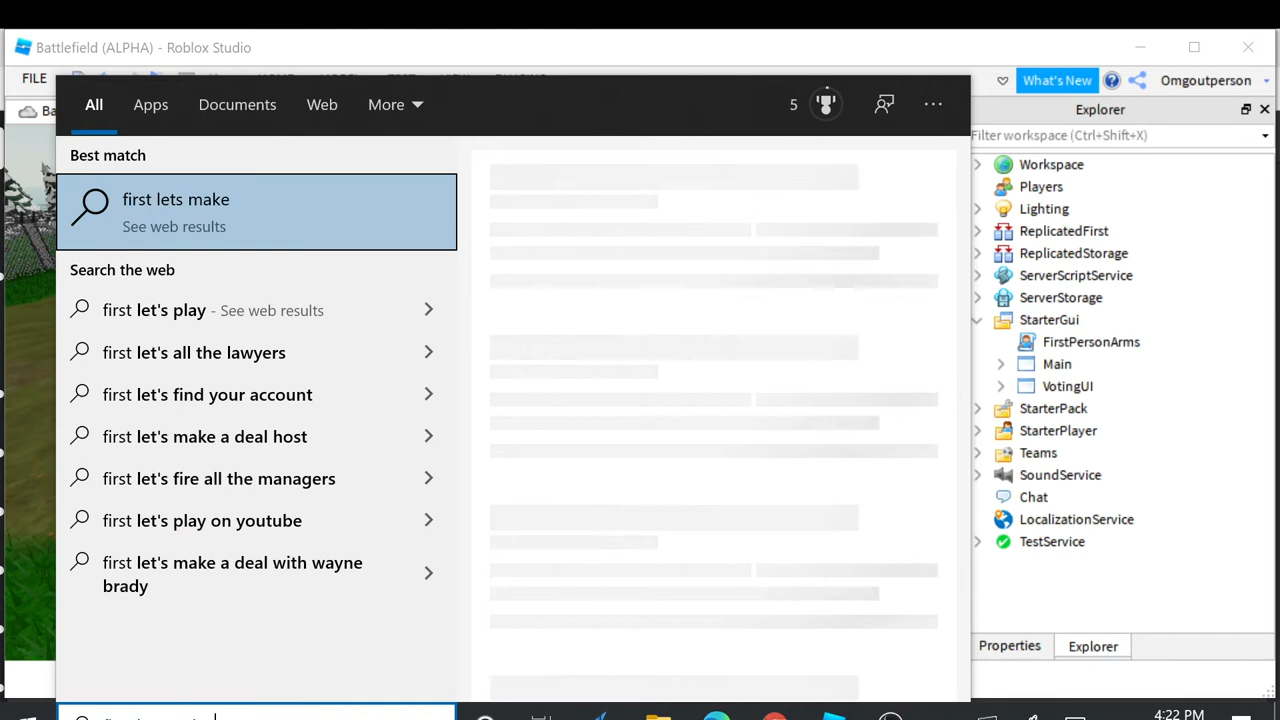 Battlefield (ALPHA) - Roblox Studio
FILE
What's New
Omgoutperson
All Apps Documents Web More
5
Explorer
Filter workspace (Ctrl+Shift+X)
Best match
first lets make
See web results
Search the web
first let's play - See web results
first let's all the lawyers
first let's find your account
first let's make a deal host
first let's fire all the managers
first let's play on youtube
first let's make a deal with wayne
brady
Workspace
Players
Lighting
ReplicatedFirst
ReplicatedStorage
ServerScriptService
ServerStorage
StarterGui
FirstPersonArms
Main
VotingUI
StarterPack
StarterPlayer
Teams
SoundService
Chat
LocalizationService
TestService
Properties Explorer
4:22 PM